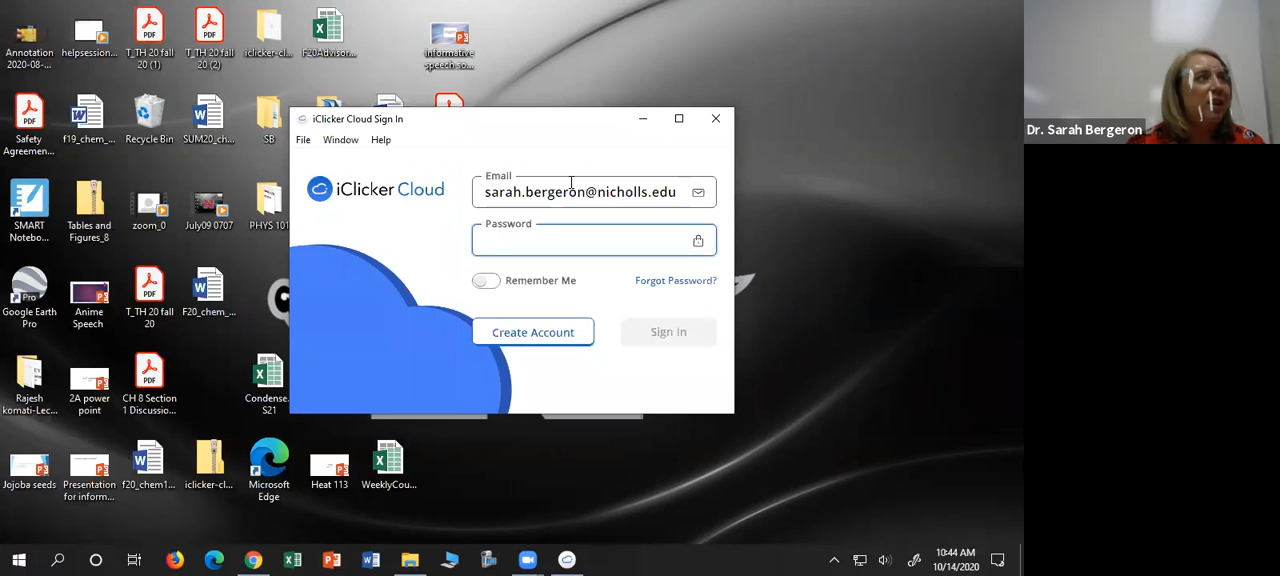 Annotation 2020-08-...
helpsession...
T_TH 20 fall 20 (1)
T_TH 20 fall 20 (2)
iclicker-cl...
F20Advisor...
informative speech so...
Safety Agreemen...
f19_chem_...
Recycle Bin
SUM20_ch...
SB
SMART Notebo...
Tables and Figures_8
zoom_0
July09 0707
PHYS 101
Google Earth Pro
Anime Speech
T_TH 20 fall 20
F20_chem_...
Rajesh komati-Lec...
2A power point
CH 8 Section 1 Discussio...
Condense... S21
Jojoba seeds
Presentation for inform...
f20_chem1...
iclicker-cl...
Microsoft Edge
Heat 113
WeeklyCou...
iClicker Cloud Sign In
File Window Help
iClicker Cloud
Email
sarah.bergeron@nicholls.edu
Password
Remember Me
Forgot Password?
Create Account
Sign In
Dr. Sarah Bergeron
10:44 AM
10/14/2020